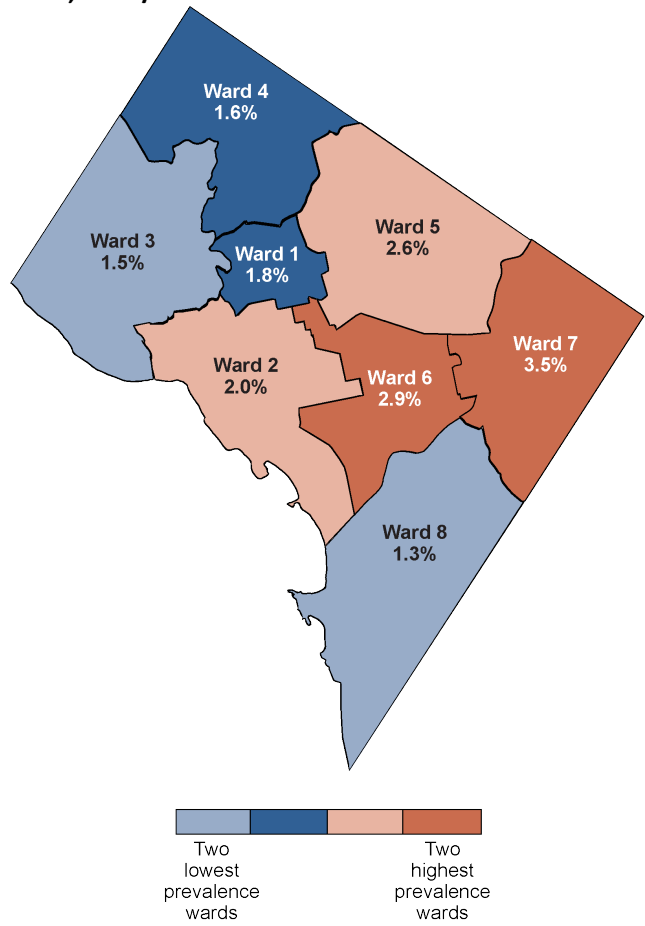 Ward 4
1.6%
Ward 5
2.6%
Ward 3
1.5%
Ward 1
1.8%
Ward 7
3.5%
Ward 2
2.0%
Ward 6
2.9%
Ward 8
1.3%
Two
lowest
prevalence
wards
Two
highest
prevalence
wards